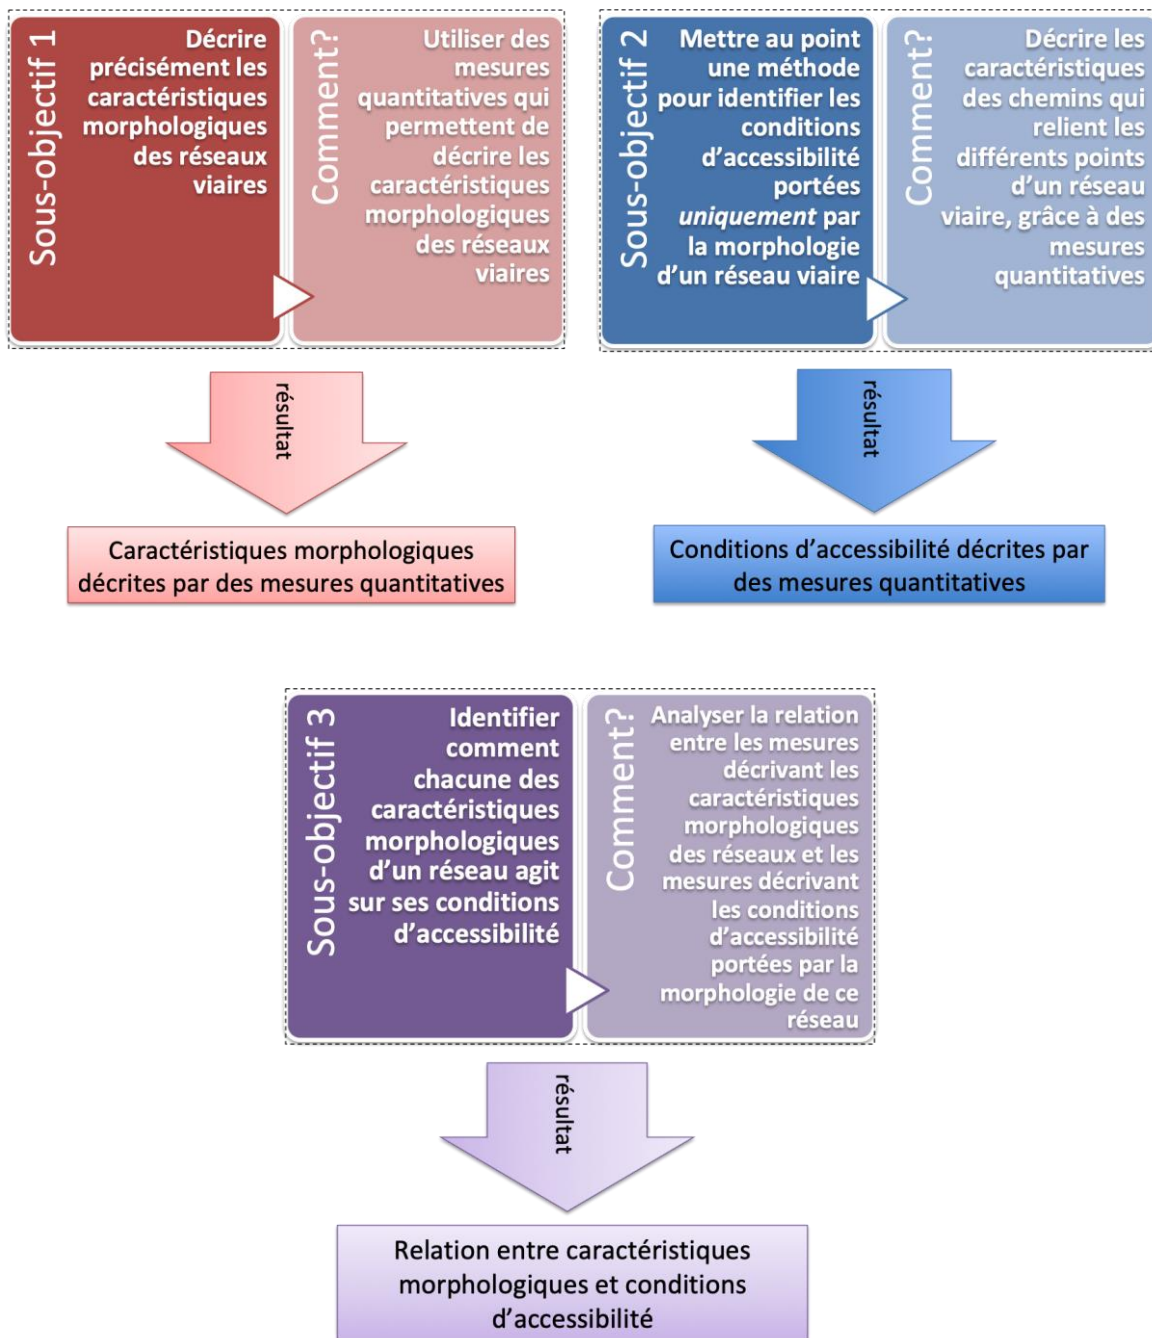 Sous-objectif 1
Décrire
précisément les
caractéristiques
morphologiques
des réseaux
viaires
Comment?
Utiliser des
mesures
quantitatives qui
permettent de
décrire les
caractéristiques
morphologiques
des réseaux
viaires
résultat
Caractéristiques morphologiques
décrites par des mesures quantitatives
Sous-objectif 2
Mettre au point
une méthode
pour identifier les
conditions
d’accessibilité
portées
uniquement par
la morphologie
d’un réseau viaire
Comment?
Décrire les
caractéristiques
des chemins qui
relient les
différents points
d’un réseau
viaire, grâce à des
mesures
quantitatives
résultat
Conditions d’accessibilité décrites par
des mesures quantitatives
Sous-objectif 3
Identifier
comment
chacune des
caractéristiques
morphologiques
d’un réseau agit
sur ses conditions
d’accessibilité
Comment?
Analyser la relation
entre les mesures
décrivant les
caractéristiques
morphologiques
des réseaux et les
mesures décrivant
les conditions
d’accessibilité
portées par la
morphologie de ce
réseau
résultat
Relation entre caractéristiques
morphologiques et conditions
d’accessibilité